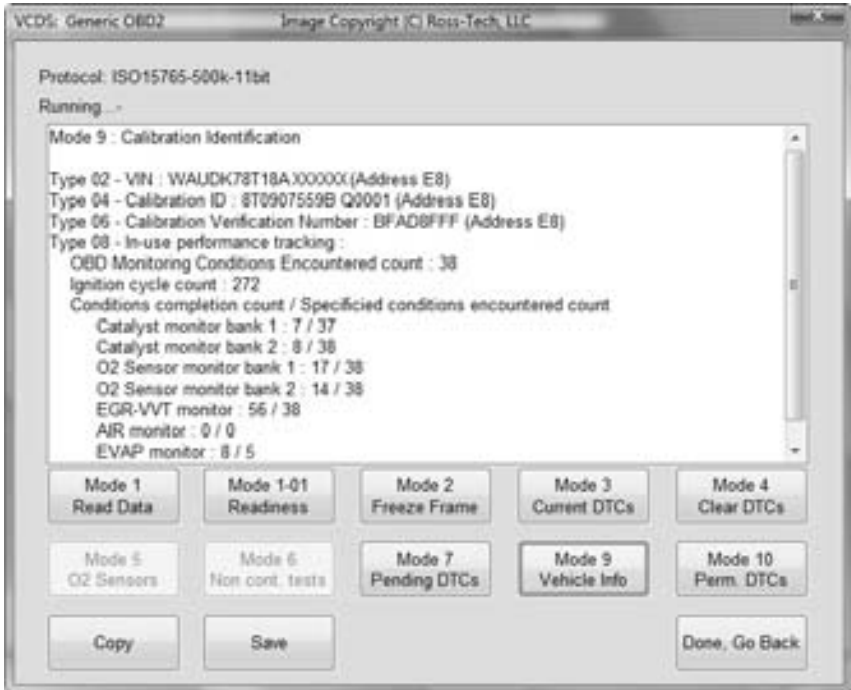 VCDS: Generic OBD2 Image Copyright (C) Ross-Tech, LLC
Protocol: ISO15765-500k-11bit
Running...-
Mode 9 : Calibration Identification
Type 02 - VIN : WAUDK78T18AXXXXXX (Address E8)
Type 04 - Calibration ID : 8T0907559B Q0001 (Address E8)
Type 06 - Calibration Verification Number : BFAD8FFF (Address E8)
Type 08 - In-use performance tracking :
OBD Monitoring Conditions Encountered count : 38
Ignition cycle count : 272
Conditions completion count / Specificied conditions encountered count
Catalyst monitor bank 1 : 7 / 37
Catalyst monitor bank 2 : 8 / 38
O2 Sensor monitor bank 1 : 17 / 38
O2 Sensor monitor bank 2 : 14 / 38
EGR-VVT monitor : 56 / 38
AIR monitor : 0 / 0
EVAP monitor : 8 / 5
Mode 1 Mode 1-01 Mode 2 Mode 3 Mode 4
Read Data Readiness Freeze Frame Current DTCs Clear DTCs
Mode 5 Mode 6 Mode 7 Mode 9 Mode 10
O2 Sensors Non cont. tests Pending DTCs Vehicle Info Perm. DTCs
Copy Save Done, Go Back